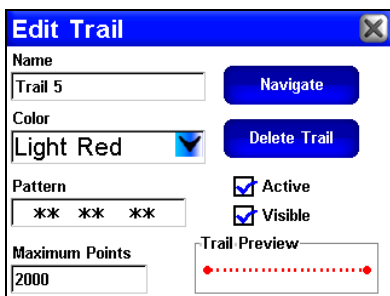 Edit Trail
Name
Trail 5
Navigate
Color
Light Red
Delete Trail
Pattern
** ** **
Active
Visible
Maximum Points
2000
Trail Preview